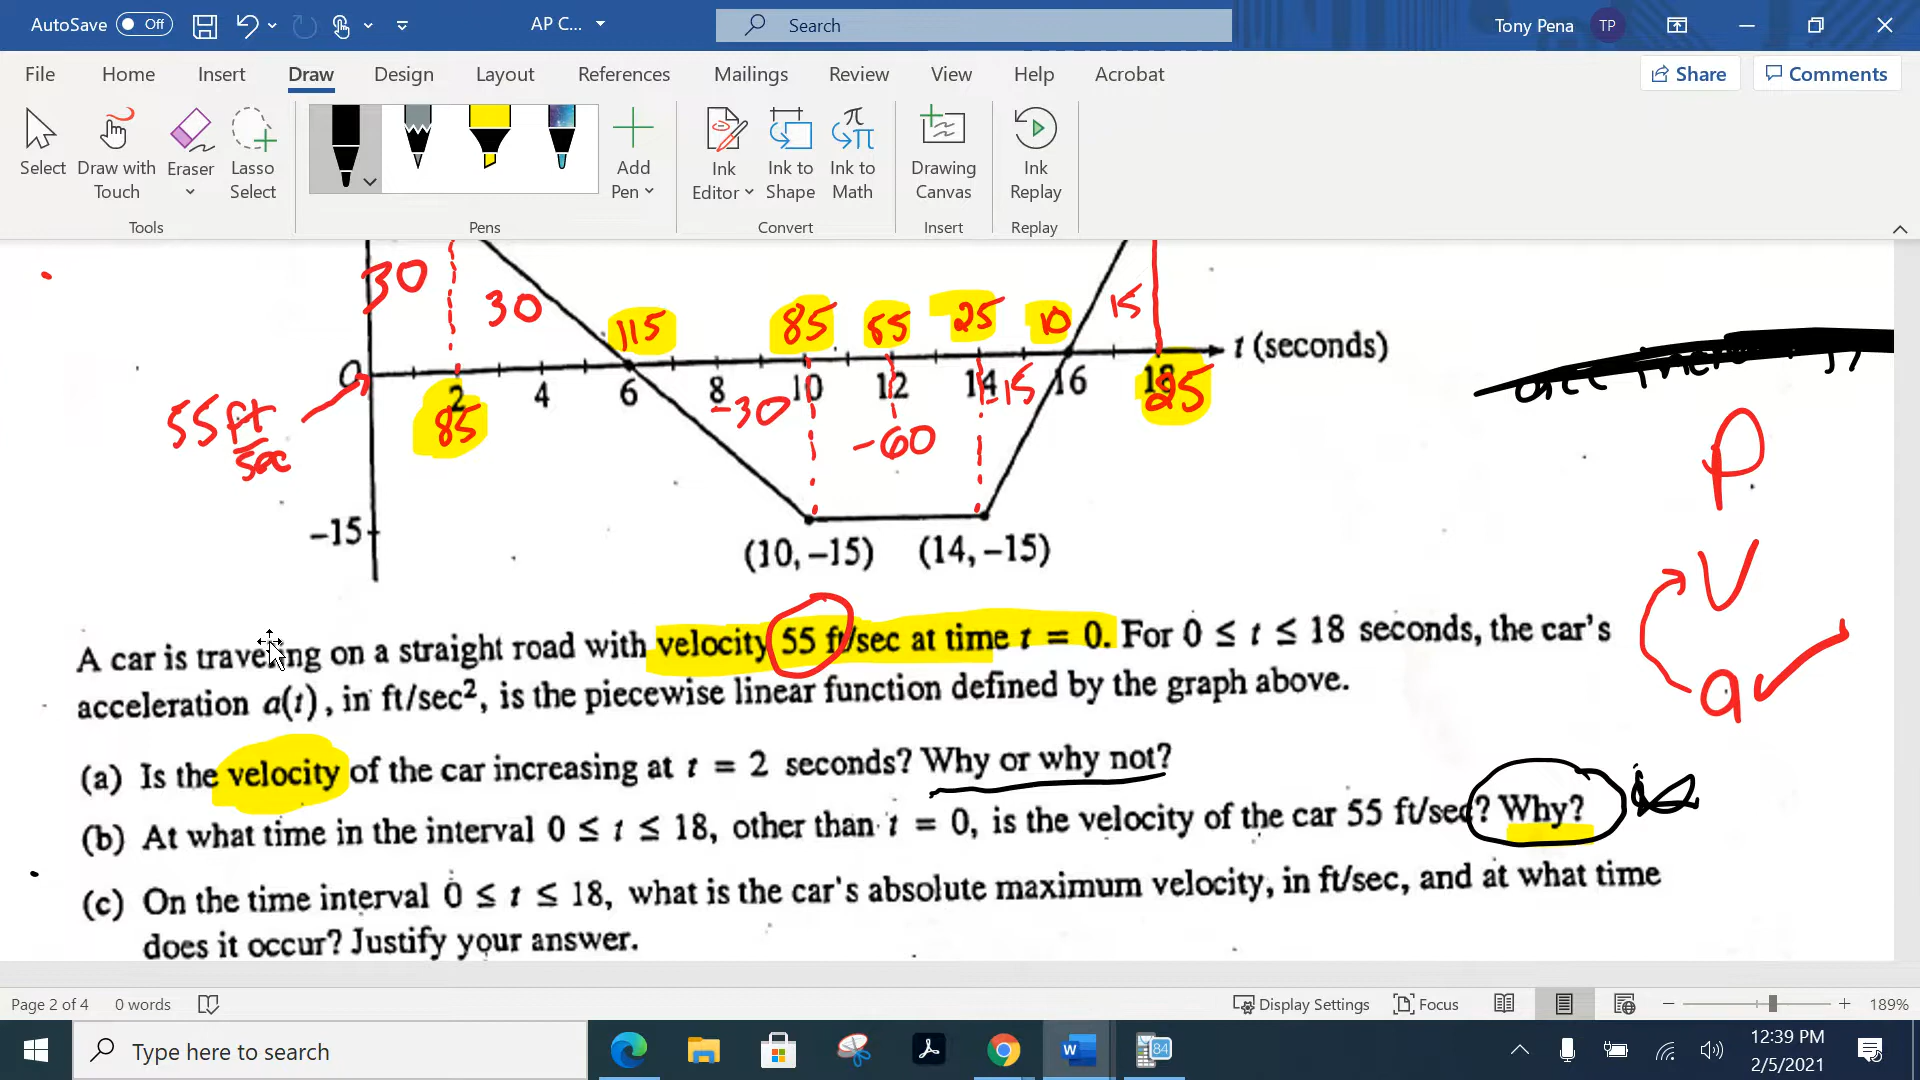 AutoSave Off
AP C...
Search
Tony Pena TP
File Home Insert Draw Design Layout References Mailings Review View Help Acrobat
Share Comments
Select
Draw with Touch
Eraser
Lasso Select
Add Pen
Ink Editor
Ink to Shape
Ink to Math
Drawing Canvas
Ink Replay
Tools Pens Convert Insert Replay
30 30 115 85 55 25 10 15
t (seconds)
0 2 4 6 8 10 12 14 16 18
55 ft/sec
85 -30 -60 -15 25
P
V
a
-15
(10, -15) (14, -15)
A car is traveling on a straight road with velocity 55 ft/sec at time t = 0. For 0 ≤ t ≤ 18 seconds, the car's
acceleration a(t), in ft/sec², is the piecewise linear function defined by the graph above.
(a) Is the velocity of the car increasing at t = 2 seconds? Why or why not?
(b) At what time in the interval 0 ≤ t ≤ 18, other than t = 0, is the velocity of the car 55 ft/sec? Why?
(c) On the time interval 0 ≤ t ≤ 18, what is the car's absolute maximum velocity, in ft/sec, and at what time
does it occur? Justify your answer.
Page 2 of 4 0 words
Display Settings Focus 189%
Type here to search
84
12:39 PM
2/5/2021